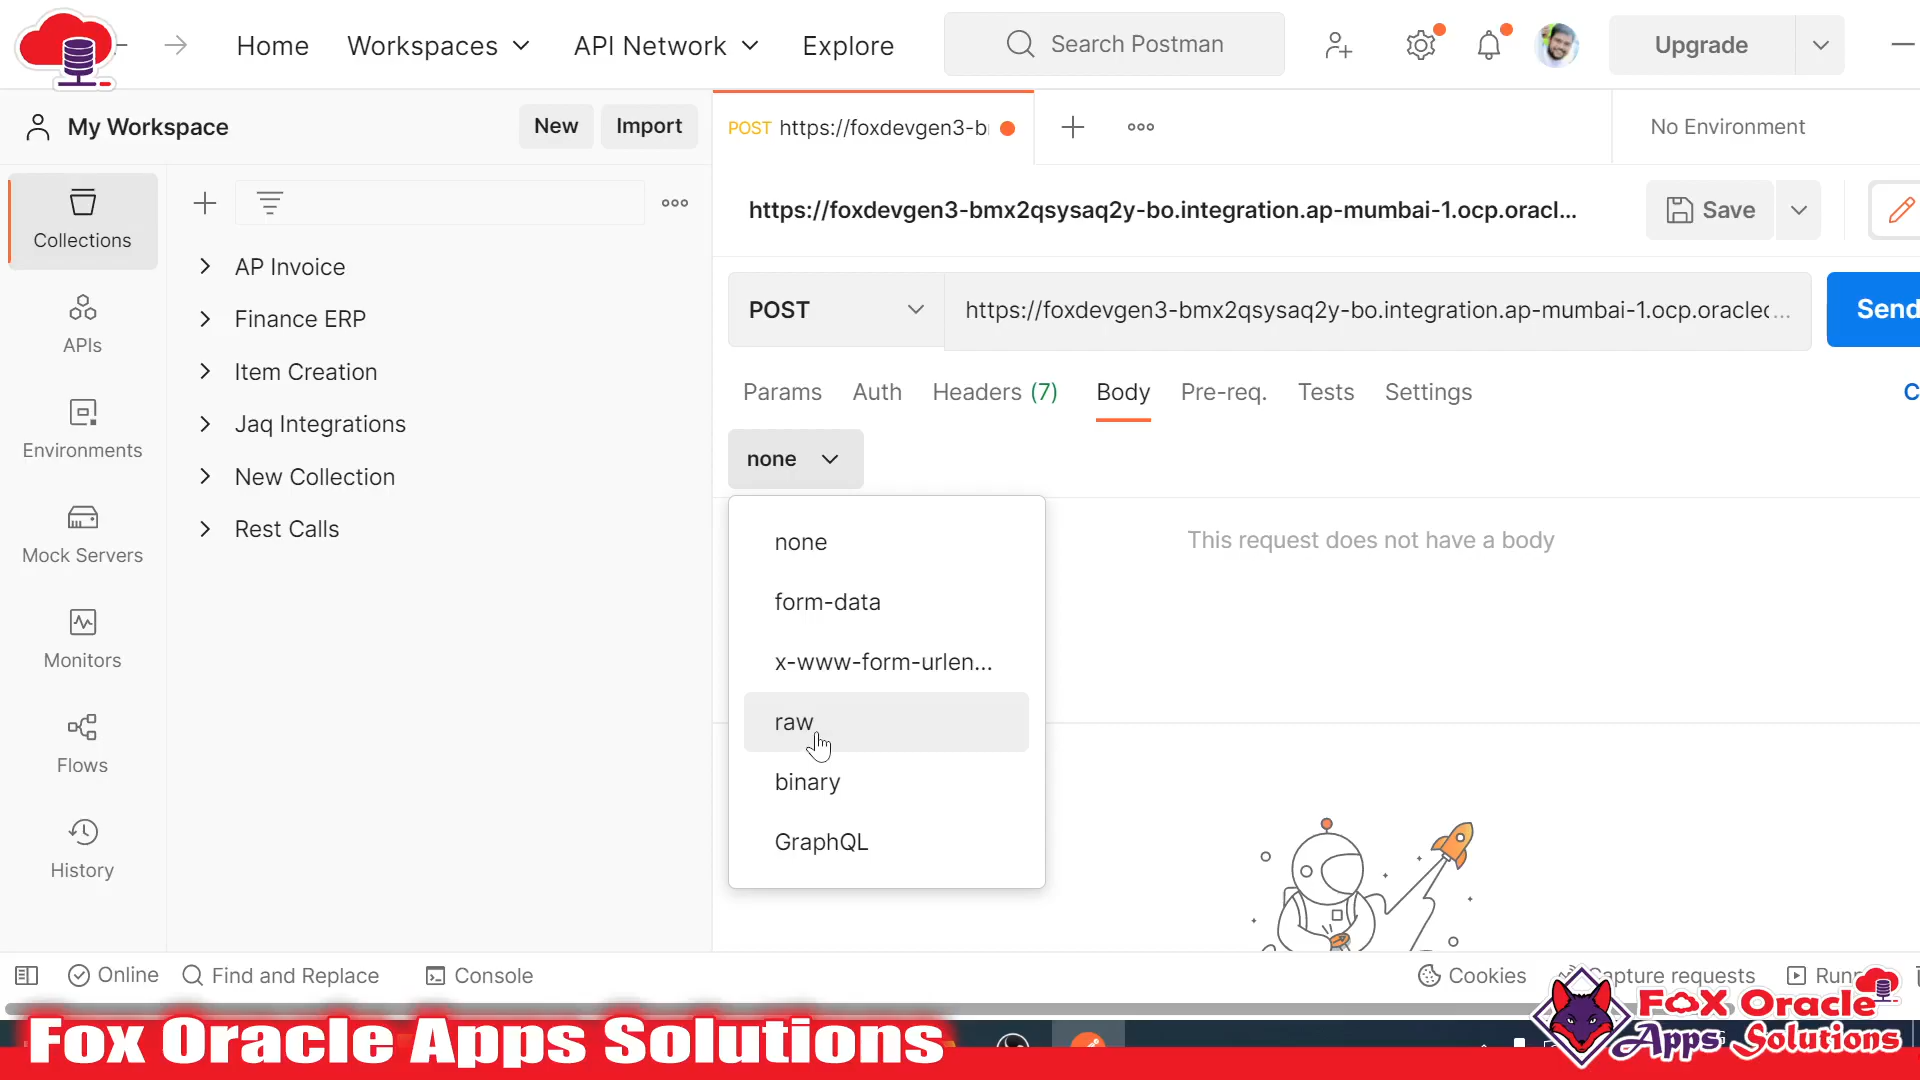 Home Workspaces API Network Explore Search Postman Upgrade
My Workspace New Import
POST https://foxdevgen3-b
No Environment
https://foxdevgen3-bmx2qsysaq2y-bo.integration.ap-mumbai-1.ocp.oracl... Save
Collections
APIs
Environments
Mock Servers
Monitors
Flows
History
AP Invoice
Finance ERP
Item Creation
Jaq Integrations
New Collection
Rest Calls
POST https://foxdevgen3-bmx2qsysaq2y-bo.integration.ap-mumbai-1.ocp.oraclec... Send
Params Auth Headers (7) Body Pre-req. Tests Settings C
none
none
form-data
x-www-form-urlen...
raw
binary
GraphQL
This request does not have a body
Online Find and Replace Console Cookies Capture requests Runn
Fox Oracle Apps Solutions
FoX Oracle
Apps Solutions